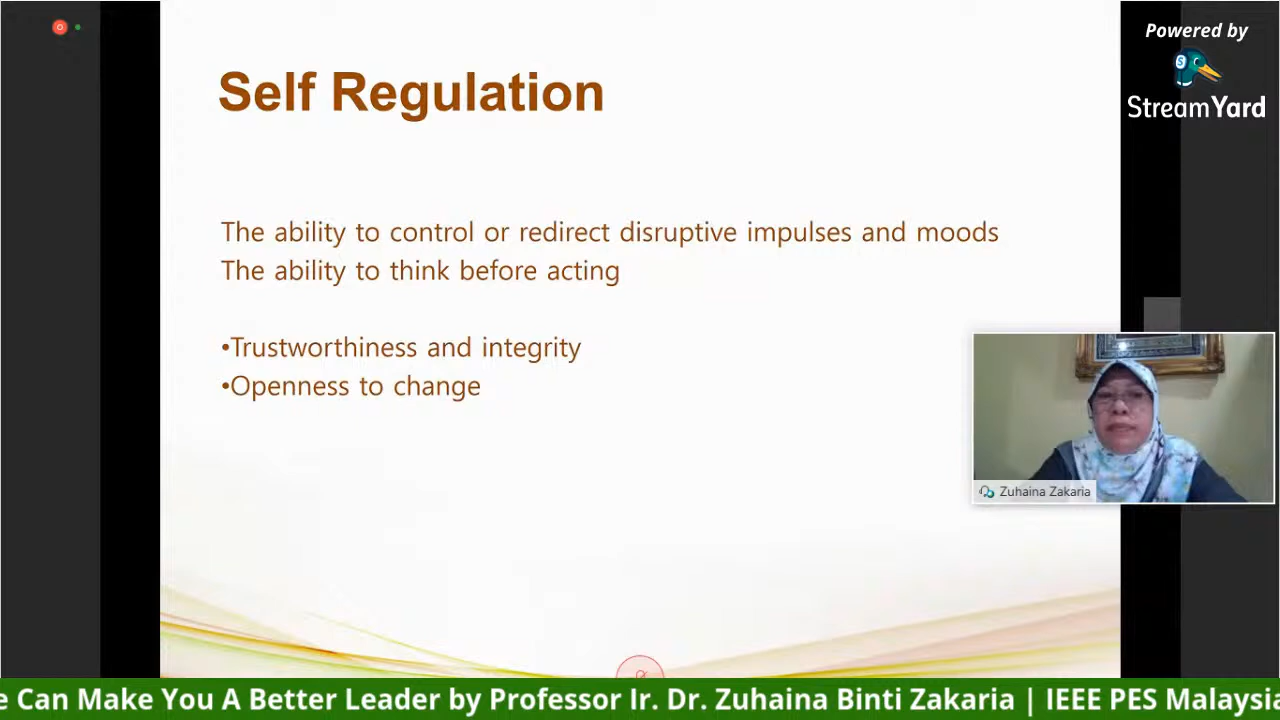 Powered by
StreamYard
Self Regulation
The ability to control or redirect disruptive impulses and moods
The ability to think before acting
•Trustworthiness and integrity
•Openness to change
Zuhaina Zakaria
e Can Make You A Better Leader by Professor Ir. Dr. Zuhaina Binti Zakaria | IEEE PES Malaysia